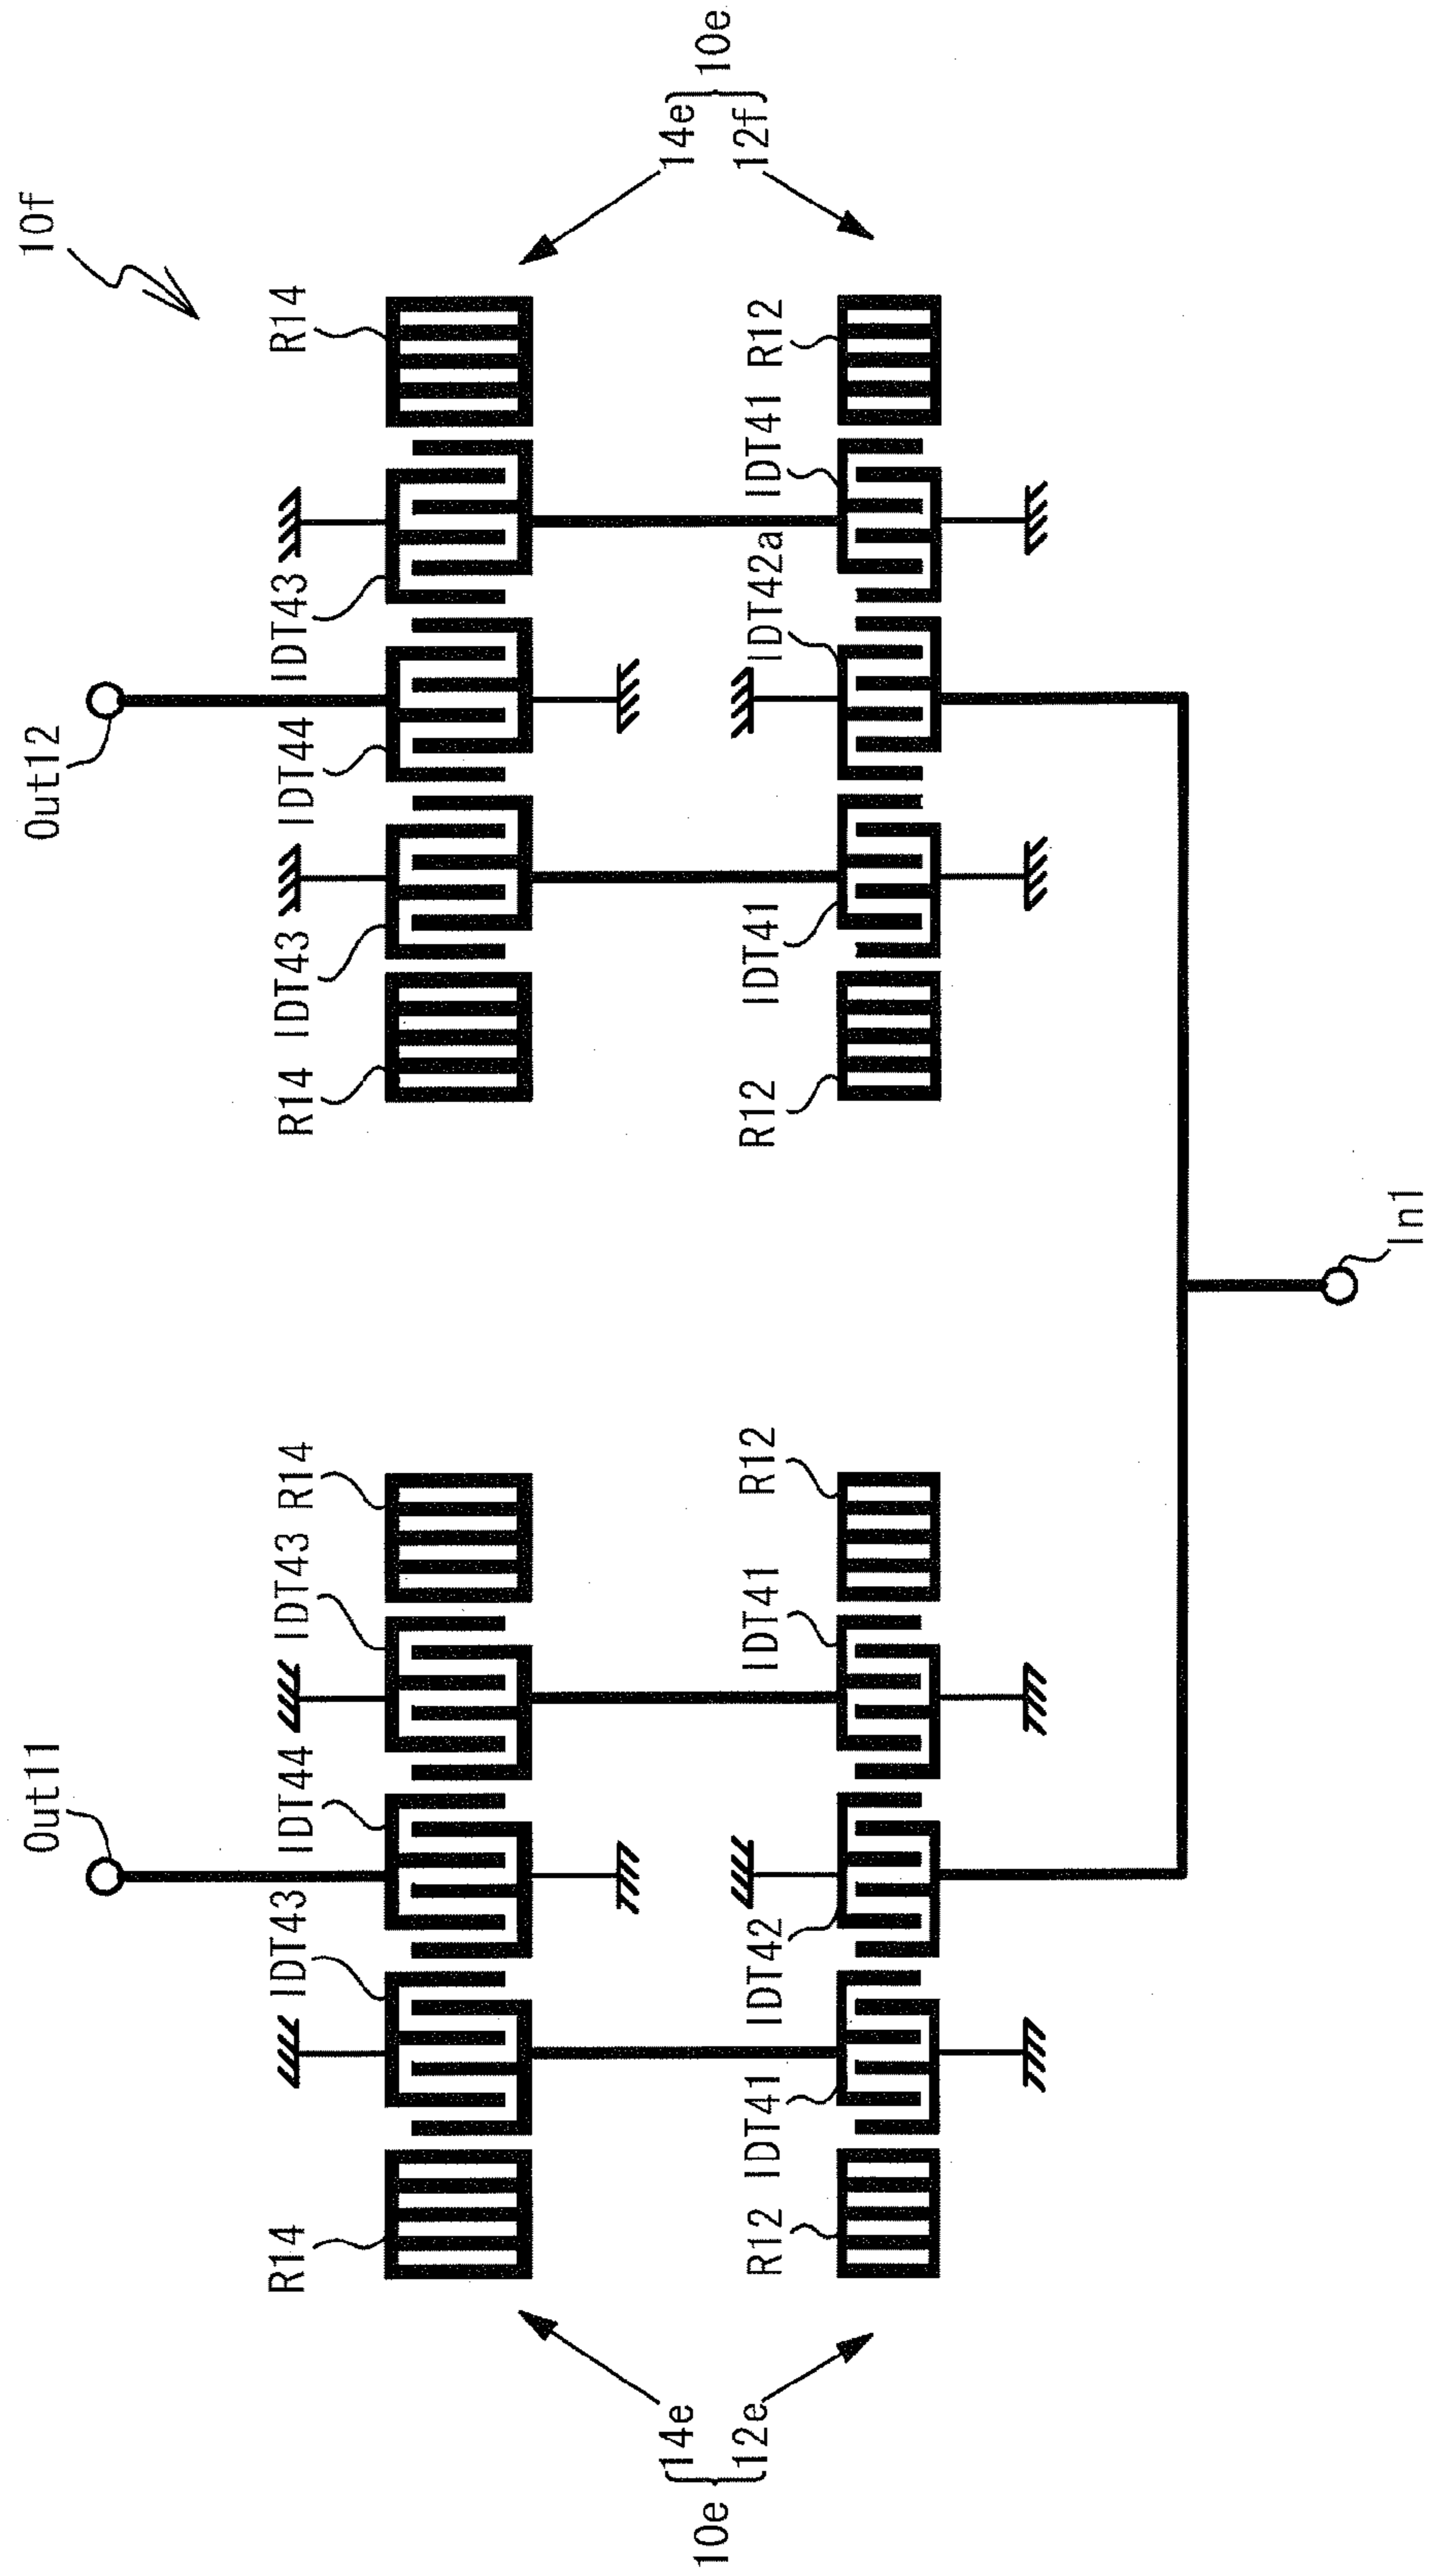 Out11
Out12
10f
R14
IDT43
IDT44
IDT43
R14
R14
IDT43
IDT44
IDT43
R14
14e
14e
10e
10e
12e
12f
R12
IDT41
IDT42
IDT41
R12
R12
IDT41
IDT42a
IDT41
R12
In1